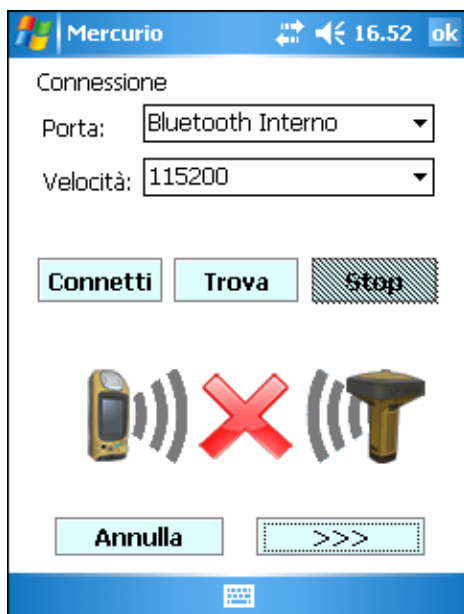 Mercurio 16.52 ok
Connessione
Porta: Bluetooth Interno
Velocità: 115200
Connetti Trova Stop
Annulla >>>